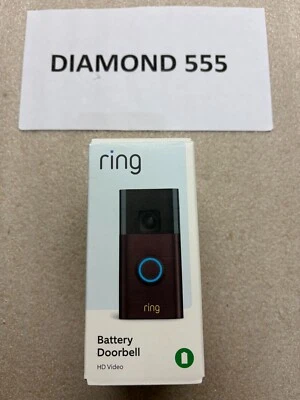 DIAMOND 555
ring
ring
Battery
Doorbell
HD Video